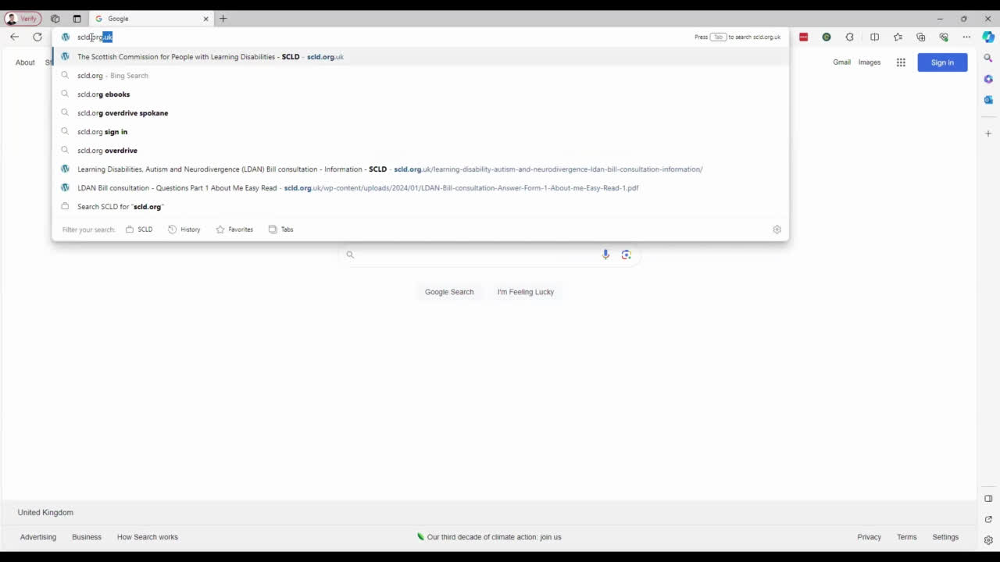 Verify
Google
scld.org.uk
Press Tab to search scld.org.uk
About
St
The Scottish Commission for People with Learning Disabilities - SCLD - scld.org.uk
Gmail Images
Sign in
scld.org - Bing Search
scld.org ebooks
scld.org overdrive spokane
scld.org sign in
scld.org overdrive
Learning Disabilities, Autism and Neurodivergence (LDAN) Bill consultation - Information - SCLD - scld.org.uk/learning-disability-autism-and-neurodivergence-ldan-bill-consultation-information/
LDAN Bill consultation - Questions Part 1 About Me Easy Read - scld.org.uk/wp-content/uploads/2024/01/LDAN-Bill-consultation-Answer-Form-1-About-me-Easy-Read-1.pdf
Search SCLD for "scld.org"
Filter your search: SCLD History Favorites Tabs
Google Search I'm Feeling Lucky
United Kingdom
Advertising Business How Search works
Our third decade of climate action: join us
Privacy Terms Settings